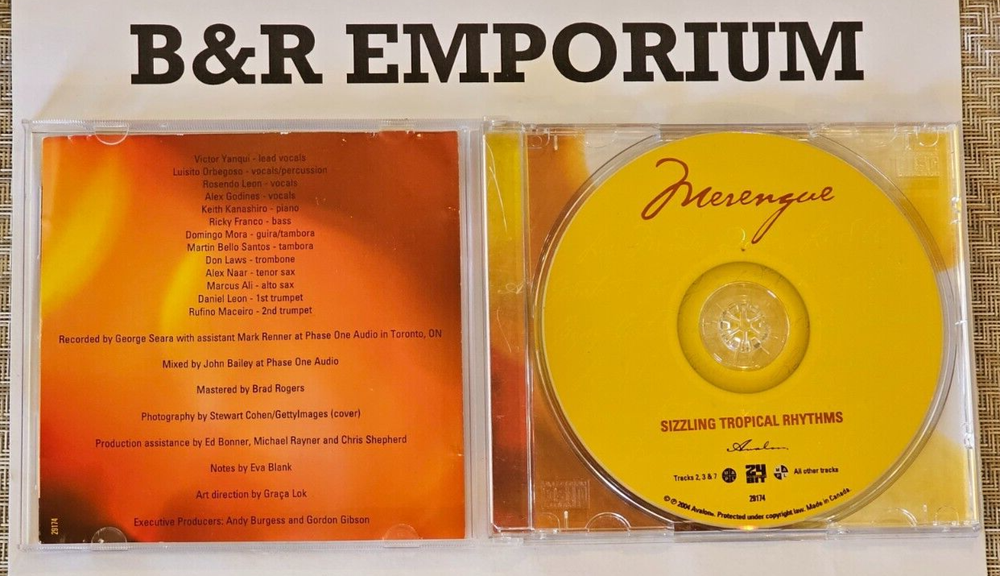 B&R EMPORIUM
Victor Yanqui - lead vocals
Luisito Orbegoso - vocals/percussion
Rosendo Leon - vocals
Alex Godines - vocals
Keith Kanashiro - piano
Ricky Franco - bass
Domingo Mora - guira/tambora
Martin Bello Santos - tambora
Don Laws - trombone
Alex Naar - tenor sax
Marcus Ali - alto sax
Daniel Leon - 1st trumpet
Rufino Maceiro - 2nd trumpet
Recorded by George Seara with assistant Mark Renner at Phase One Audio in Toronto, ON
Mixed by John Bailey at Phase One Audio
Mastered by Brad Rogers
Photography by Stewart Cohen/GettyImages (cover)
Production assistance by Ed Bonner, Michael Rayner and Chris Shepherd
Notes by Eva Blank
Art direction by Graça Lok
Executive Producers: Andy Burgess and Gordon Gibson
29174
Merengue
SIZZLING TROPICAL RHYTHMS
Avalon
Tracks 2, 3 & 7
24 BIT
All other tracks
29174
© ℗ 2004 Avalon. Protected under copyright law. Made in Canada.